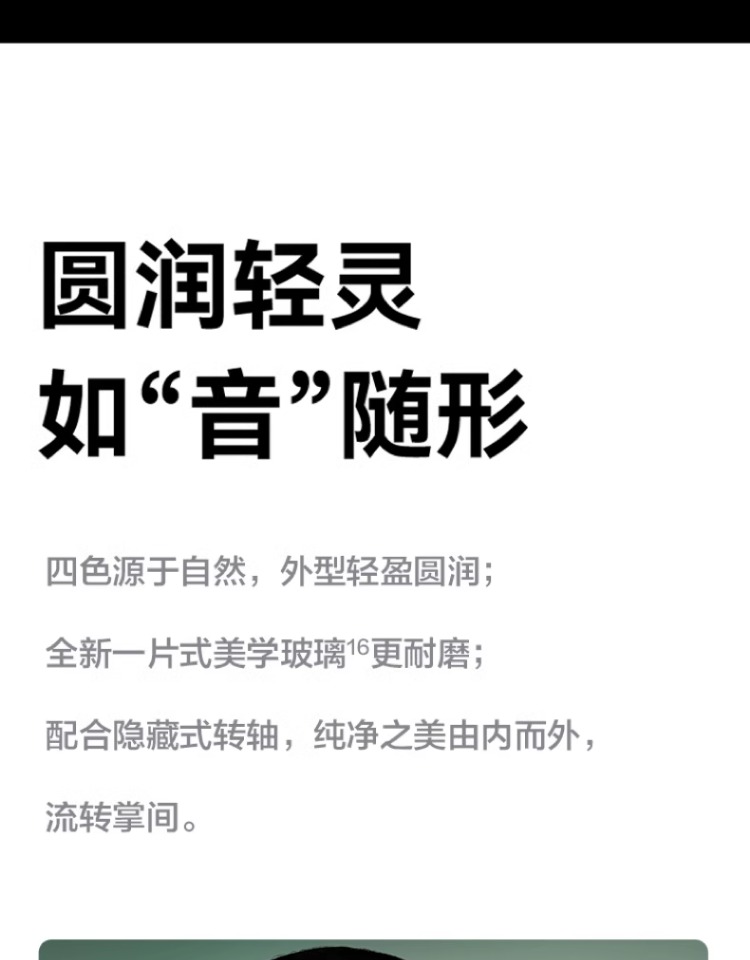 圆润轻灵
如“音”随形
四色源于自然，外型轻盈圆润；
全新一片式美学玻璃¹⁶更耐磨；
配合隐藏式转轴，纯净之美由内而外，
流转掌间。